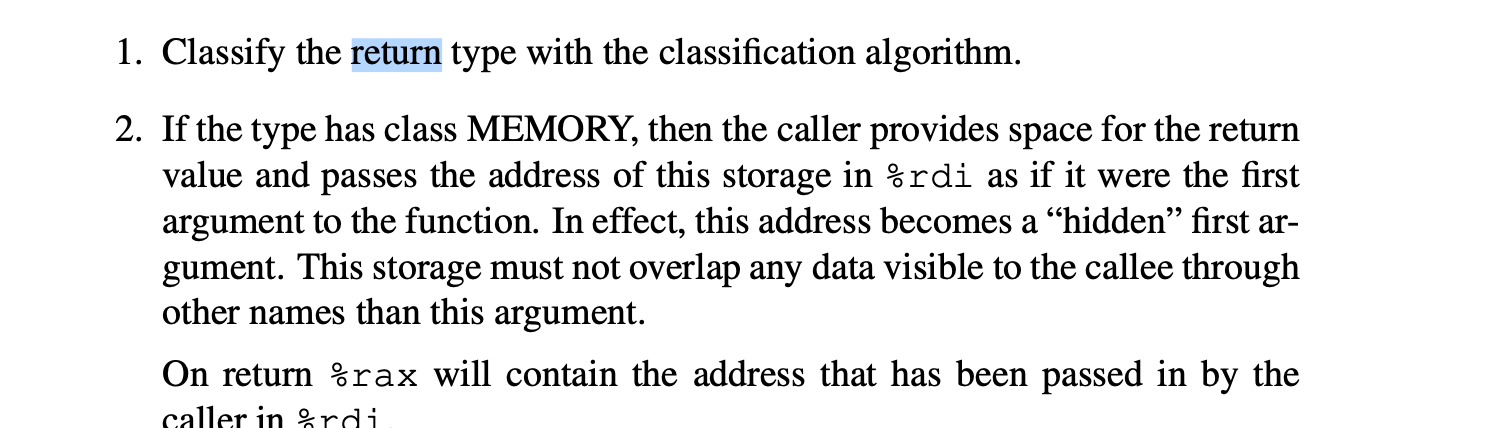 1. Classify the return type with the classification algorithm.
2. If the type has class MEMORY, then the caller provides space for the return
value and passes the address of this storage in %rdi as if it were the first
argument to the function. In effect, this address becomes a “hidden” first ar-
gument. This storage must not overlap any data visible to the callee through
other names than this argument.
On return %rax will contain the address that has been passed in by the
caller in %rdi.